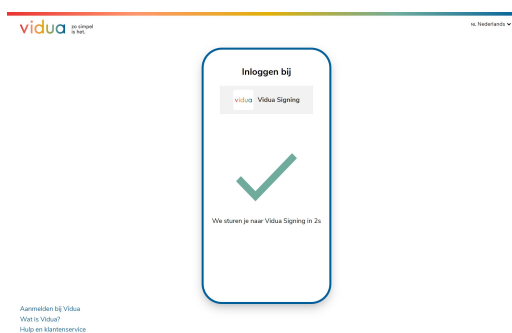 vidua zo simpel
is het.
Nederlands
Inloggen bij
vidua Vidua Signing
We sturen je naar Vidua Signing in 2s
Aanmelden bij Vidua
Wat is Vidua?
Hulp en klantenservice